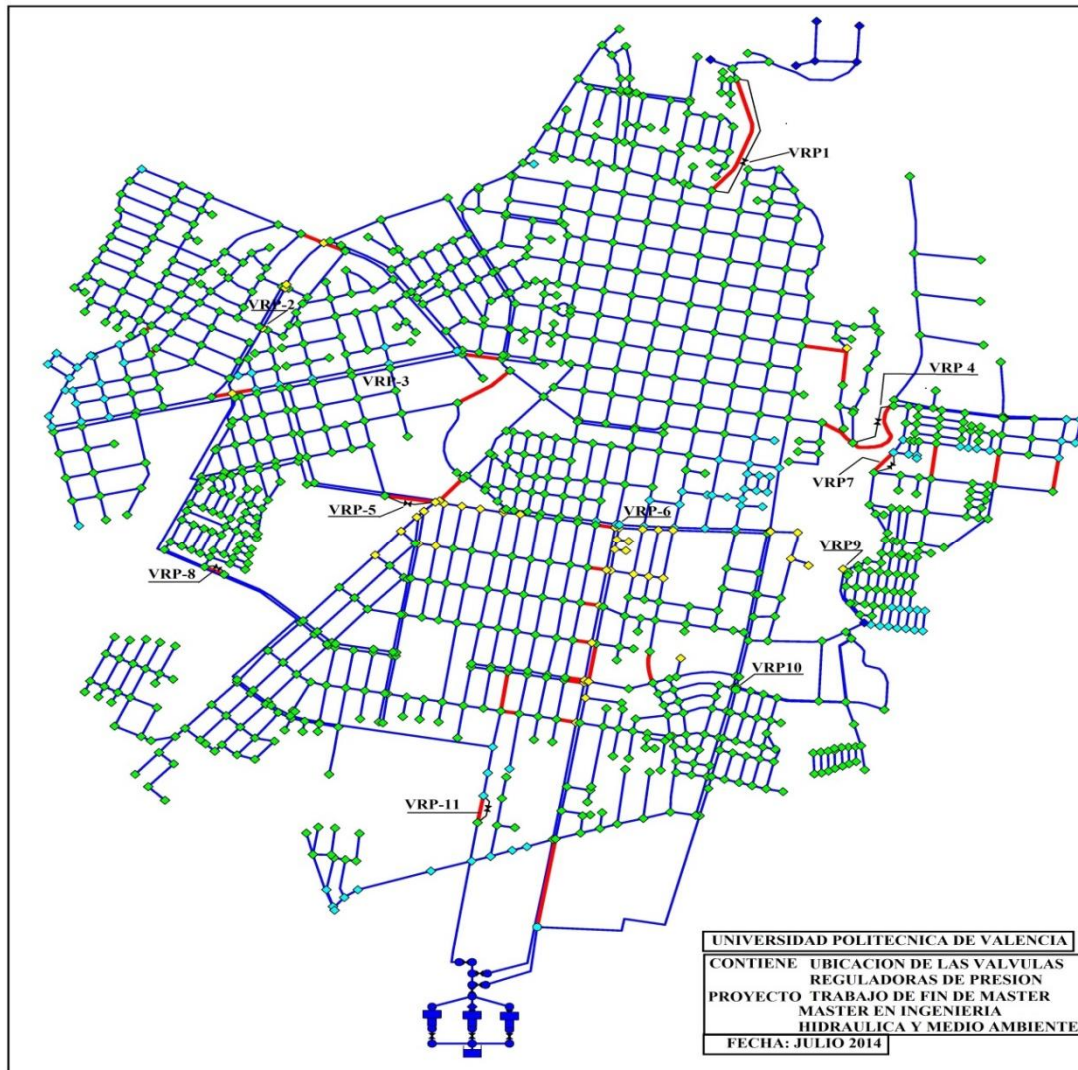 VRP1
VRP-2
VRP-3
VRP 4
VRP7
VRP-5
VRP-6
VRP9
VRP-8
VRP10
VRP-11
UNIVERSIDAD POLITECNICA DE VALENCIA
CONTIENE UBICACION DE LAS VALVULAS
REGULADORAS DE PRESION
PROYECTO TRABAJO DE FIN DE MASTER
MASTER EN INGENIERIA
HIDRAULICA Y MEDIO AMBIENTE
FECHA: JULIO 2014